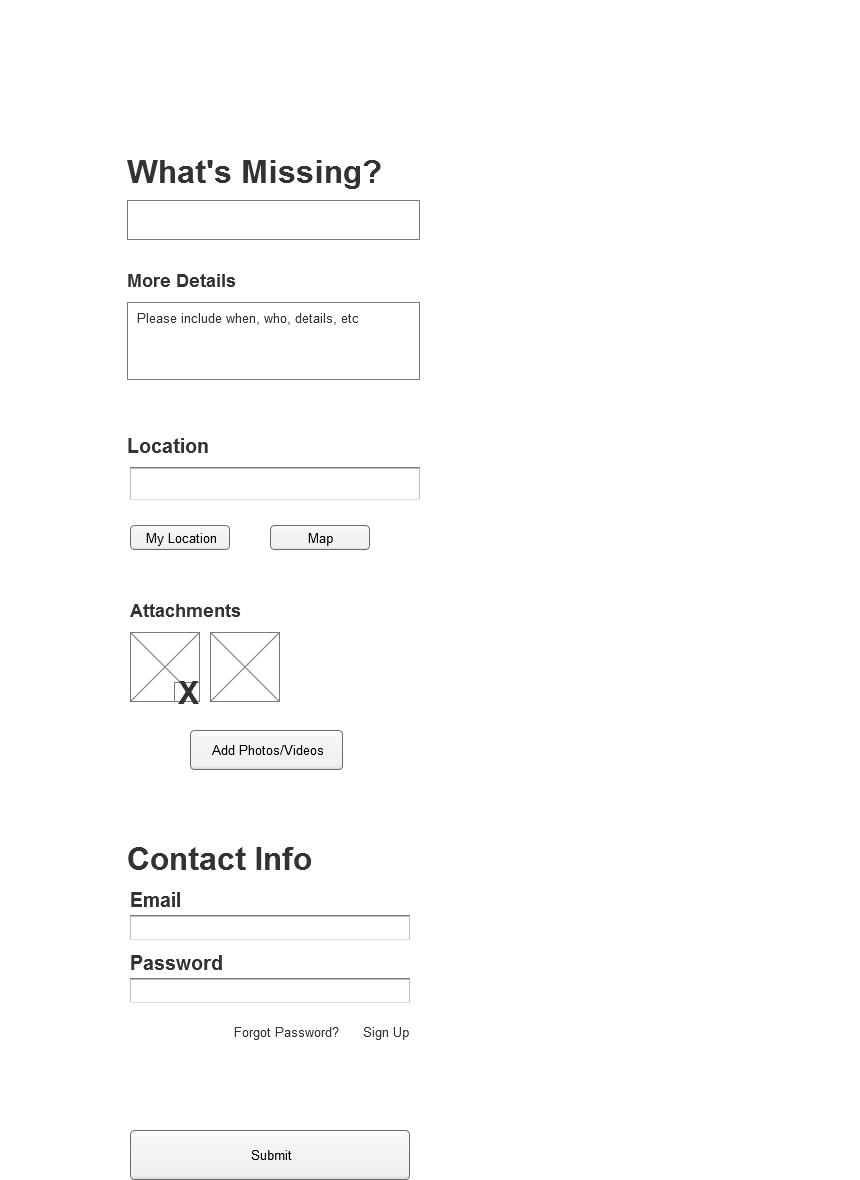 What's Missing?
More Details
Please include when, who, details, etc
Location
My Location Map
Attachments
X
Add Photos/Videos
Contact Info
Email
Password
Forgot Password? Sign Up
Submit